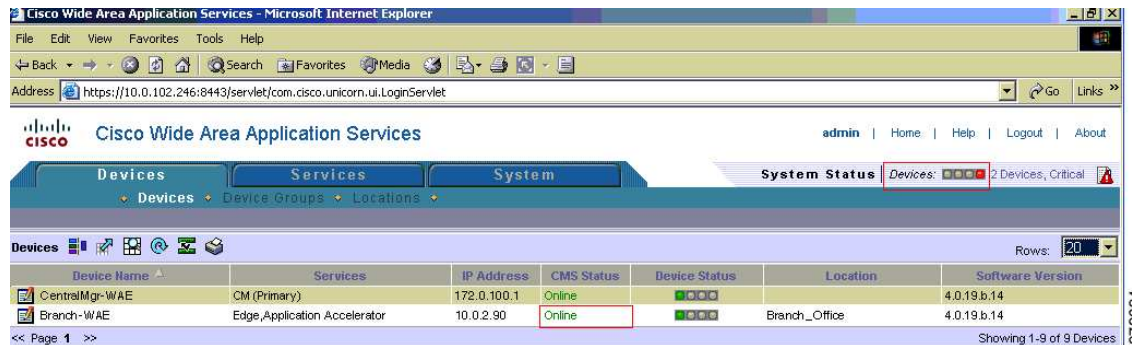 Cisco Wide Area Application Services - Microsoft Internet Explorer
File Edit View Favorites Tools Help
Back Search Favorites Media
Address https://10.0.102.246:8443/servlet/com.cisco.unicorn.ui.LoginServlet Go Links »
CISCO Cisco Wide Area Application Services admin | Home | Help | Logout | About
Devices Services System System Status Devices: 2 Devices, Critical
Devices Device Groups Locations
Devices Rows: 20
Device Name Services IP Address CMS Status Device Status Location Software Version
CentralMgr-WAE CM (Primary) 172.0.100.1 Online 4.0.19.b.14
Branch-WAE Edge,Application Accelerator 10.0.2.90 Online Branch_Office 4.0.19.b.14
<< Page 1 >> Showing 1-9 of 9 Devices